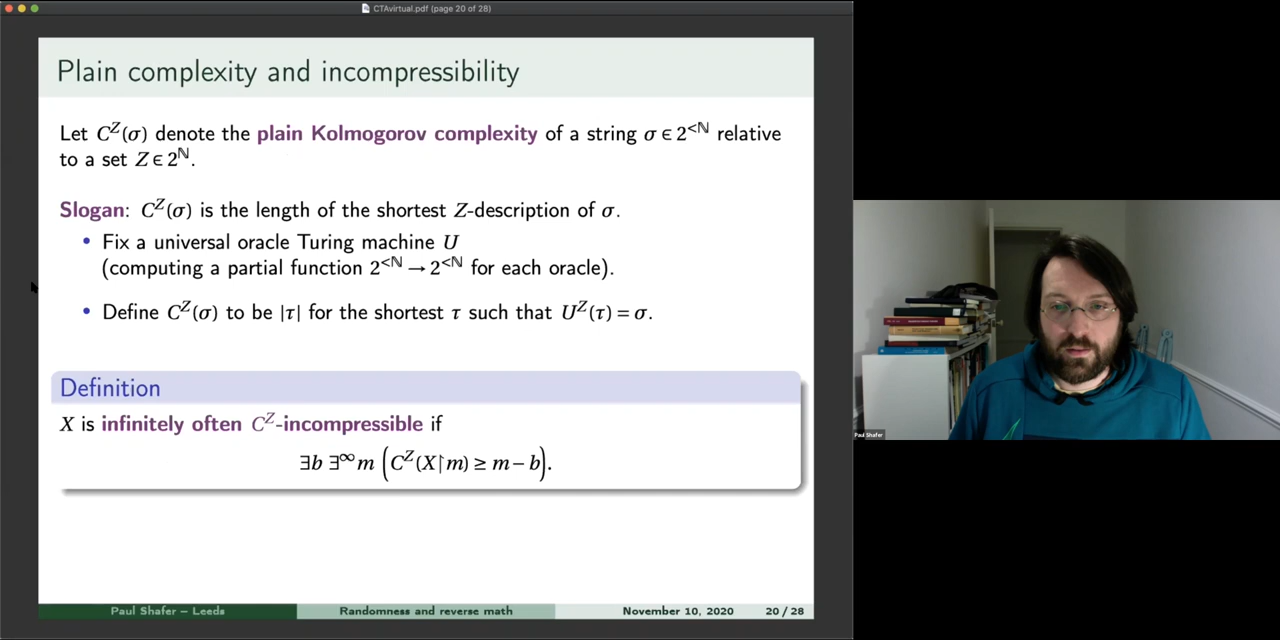 CTAvirtual.pdf (page 20 of 28)
Plain complexity and incompressibility
Let C^Z(σ) denote the plain Kolmogorov complexity of a string σ ∈ 2^{<ℕ} relative
to a set Z ∈ 2^ℕ.
Slogan: C^Z(σ) is the length of the shortest Z-description of σ.
• Fix a universal oracle Turing machine U
(computing a partial function 2^{<ℕ} → 2^{<ℕ} for each oracle).
• Define C^Z(σ) to be |τ| for the shortest τ such that U^Z(τ) = σ.
Definition
X is infinitely often C^Z-incompressible if
∃b ∃^∞m (C^Z(X↾m) ≥ m − b).
Paul Shafer
Paul Shafer – Leeds Randomness and reverse math November 10, 2020 20 / 28